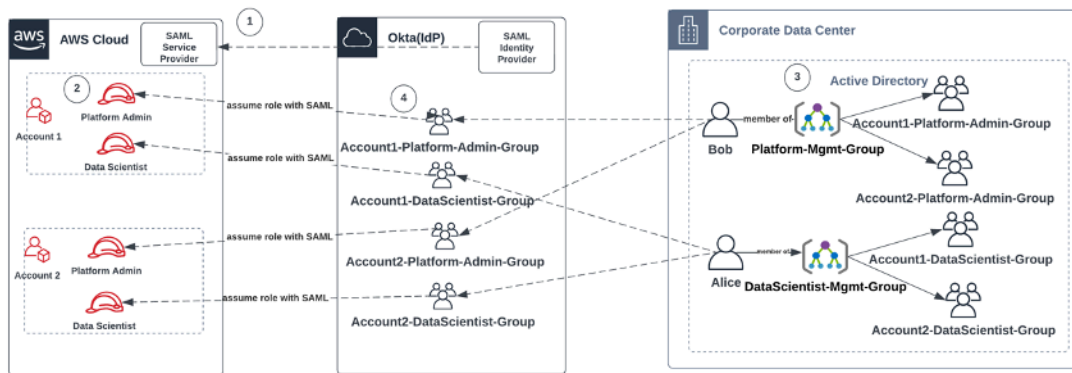 aws
AWS Cloud
SAML
Service
Provider
1
Okta(IdP)
SAML
Identity
Provider
Corporate Data Center
2
Account 1
Platform Admin
Data Scientist
assume role with SAML
assume role with SAML
4
Account1-Platform-Admin-Group
Account1-DataScientist-Group
3
Active Directory
Bob
member of
Platform-Mgmt-Group
Account1-Platform-Admin-Group
Account2-Platform-Admin-Group
Account 2
Platform Admin
Data Scientist
assume role with SAML
assume role with SAML
Account2-Platform-Admin-Group
Account2-DataScientist-Group
Alice
member of
DataScientist-Mgmt-Group
Account1-DataScientist-Group
Account2-DataScientist-Group